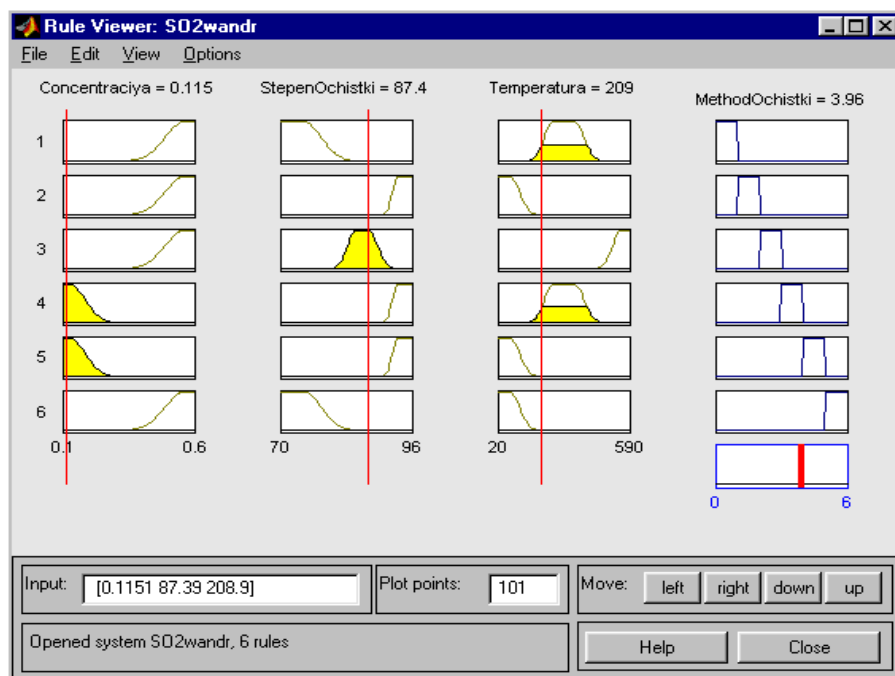 Rule Viewer: SO2wandr
File Edit View Options
Concentraciya = 0.115 StepenOchistki = 87.4 Temperatura = 209 MethodOchistki = 3.96
1
2
3
4
5
6
0.1 0.6 70 96 20 590
0 6
Input: [0.1151 87.39 208.9] Plot points: 101 Move: left right down up
Opened system SO2wandr, 6 rules Help Close